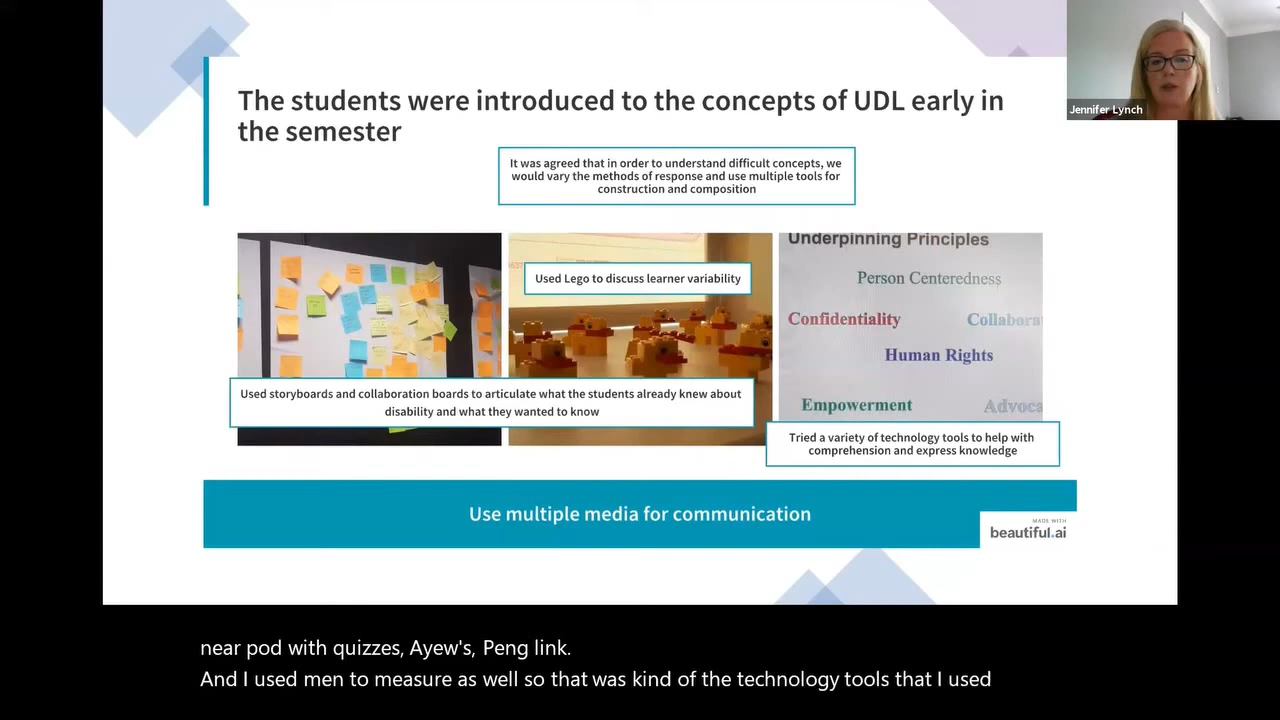 The students were introduced to the concepts of UDL early in
the semester
Jennifer Lynch
It was agreed that in order to understand difficult concepts, we
would vary the methods of response and use multiple tools for
construction and composition
Used Lego to discuss learner variability
Used storyboards and collaboration boards to articulate what the students already knew about
disability and what they wanted to know
Underpinning Principles
Person Centeredness
Confidentiality
Collabora
Human Rights
Empowerment
Advoca
Tried a variety of technology tools to help with
comprehension and express knowledge
Use multiple media for communication
MADE WITH
beautiful.ai
near pod with quizzes, Ayew's, Peng link.
And I used men to measure as well so that was kind of the technology tools that I used